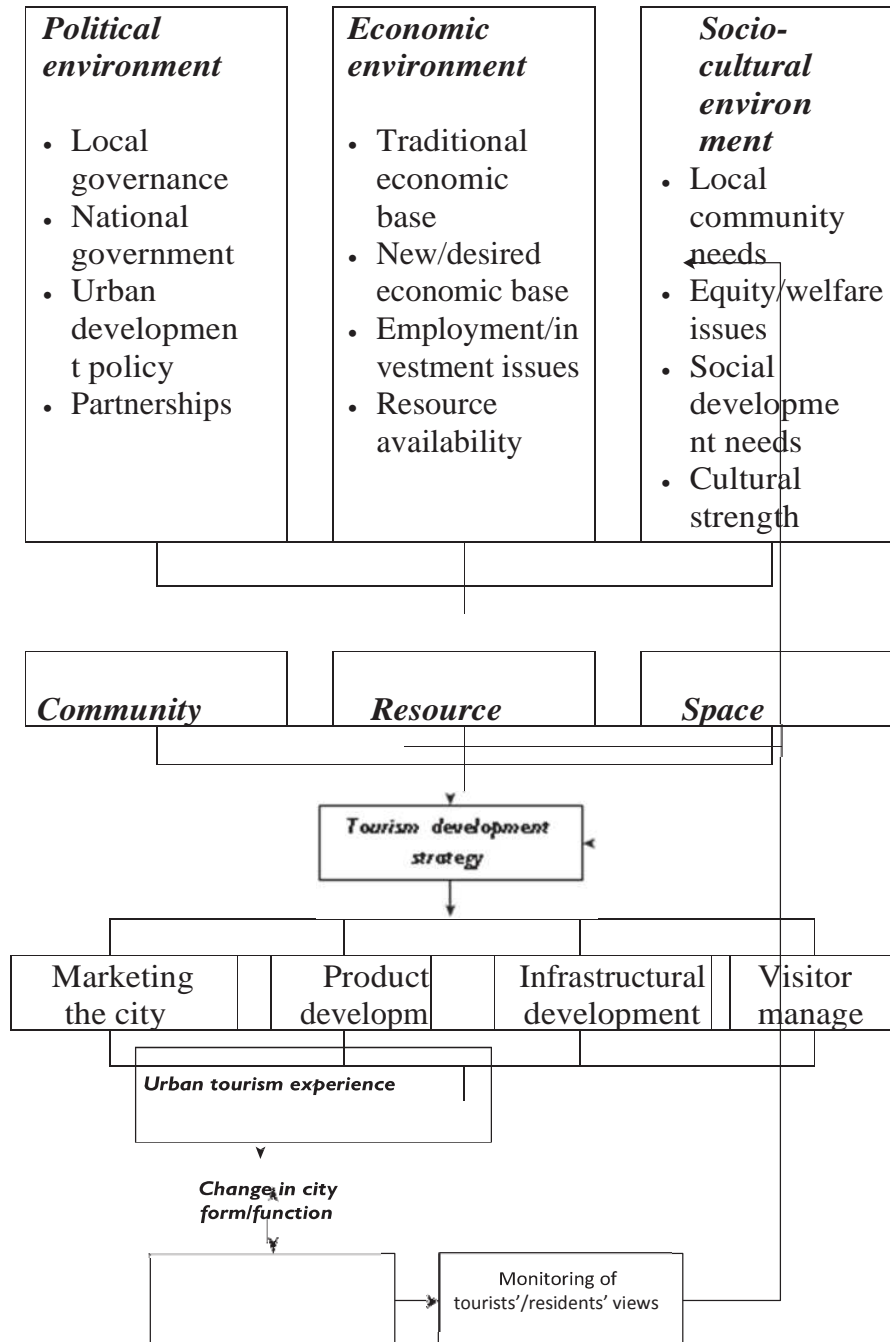 Political
environment
• Local
governance
• National
government
• Urban
developmen
t policy
• Partnerships
Economic
environment
• Traditional
economic
base
• New/desired
economic base
• Employment/in
vestment issues
• Resource
availability
Socio-
cultural
environ
ment
• Local
community
needs
• Equity/welfare
issues
• Social
developme
nt needs
• Cultural
strength
Community
Resource
Space
Tourism development
strategy
Marketing
the city
Product
developm
Infrastructural
development
Visitor
manage
Urban tourism experience
Change in city
form/function
Monitoring of
tourists'/residents' views